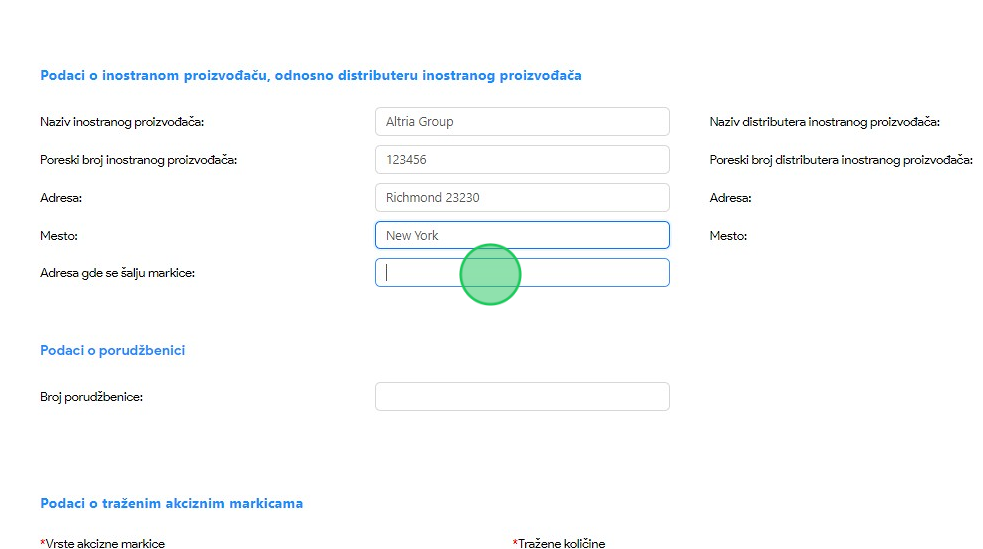 Podaci o inostranom proizvođaču, odnosno distributeru inostranog proizvođača
Naziv inostranog proizvođača: Altria Group Naziv distributera inostranog proizvođača:
Poreski broj inostranog proizvođača: 123456 Poreski broj distributera inostranog proizvođača:
Adresa: Richmond 23230 Adresa:
Mesto: New York Mesto:
Adresa gde se šalju markice:
Podaci o porudžbenici
Broj porudžbenice:
Podaci o traženim akciznim markicama
*Vrste akcizne markice *Tražene količine